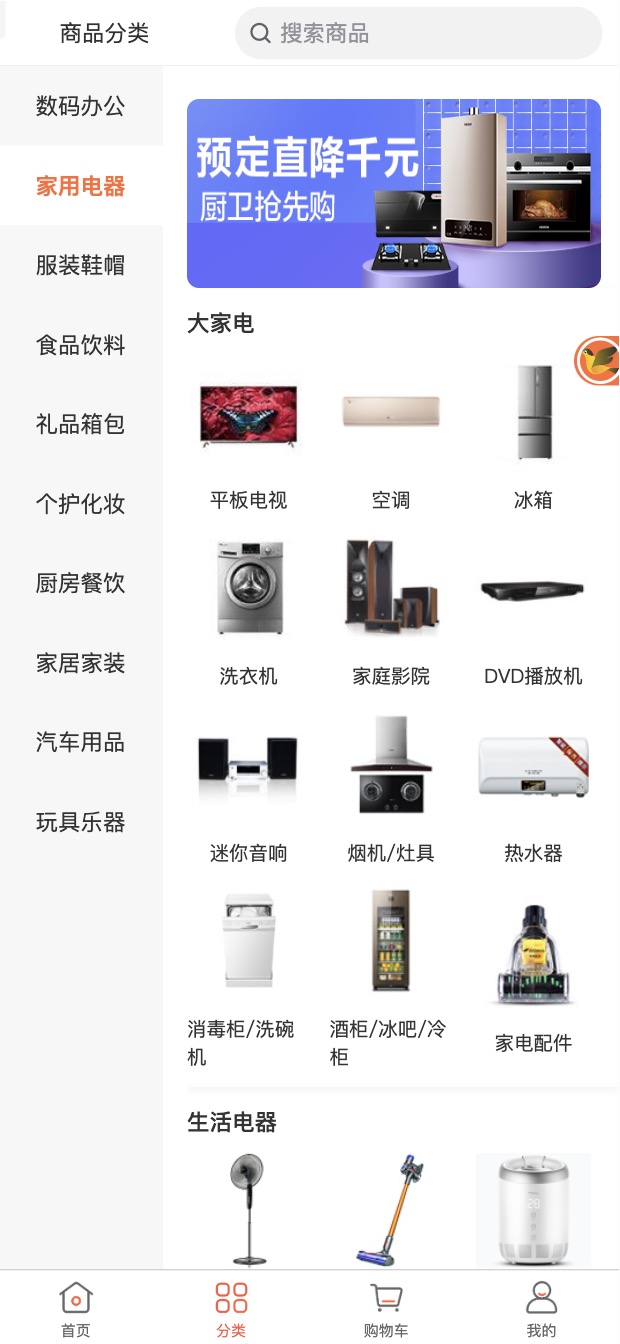 商品分类
搜索商品
数码办公
家用电器
服装鞋帽
食品饮料
礼品箱包
个护化妆
厨房餐饮
家居家装
汽车用品
玩具乐器
预定直降千元
厨卫抢先购
大家电
平板电视
空调
冰箱
洗衣机
家庭影院
DVD播放机
迷你音响
烟机/灶具
热水器
消毒柜/洗碗
机
酒柜/冰吧/冷
柜
家电配件
生活电器
首页
分类
购物车
我的